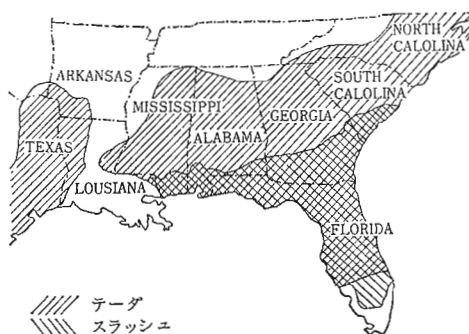 NORTH
CALOLINA
ARKANSAS
SOUTH
CALOLINA
MISSISSIPPI
GEORGIA
ALABAMA
TEXAS
LOUSIANA
FLORIDA
テーダ
スラッシュ